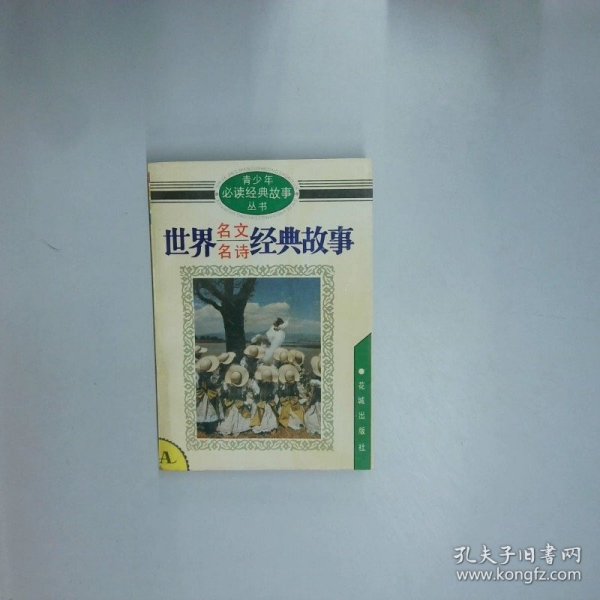 青少年
必读经典故事
丛书
世界名文名诗经典故事
花城出版社
A
孔夫子旧书网
www.kongfz.com